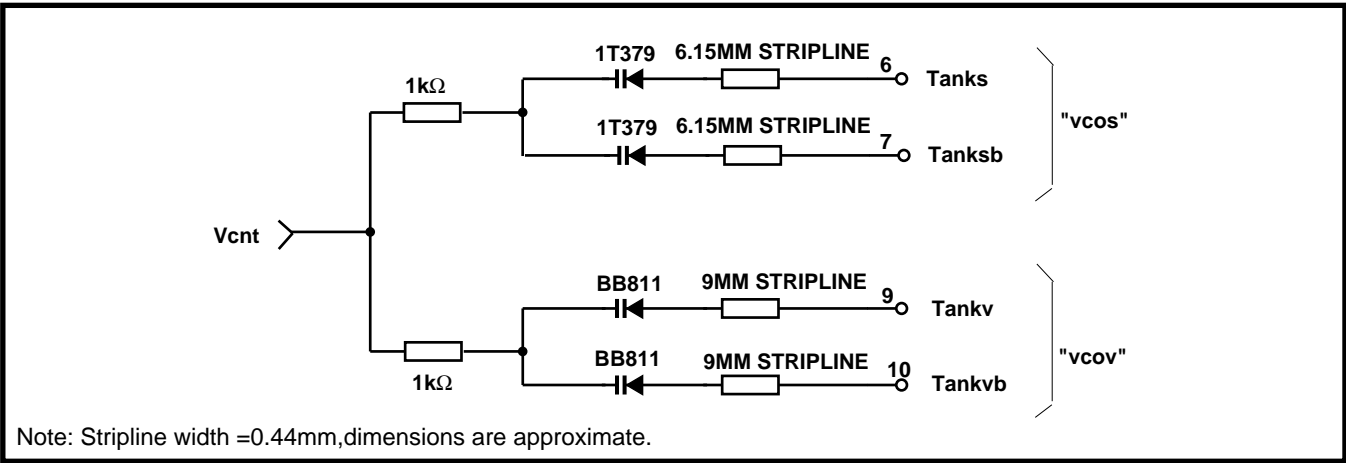 1T379 6.15MM STRIPLINE
6
Tanks
1kΩ
1T379 6.15MM STRIPLINE
7
Tanksb
"vcos"
Vcnt
BB811 9MM STRIPLINE
9
Tankv
1kΩ
BB811 9MM STRIPLINE
10
Tankvb
"vcov"
Note: Stripline width =0.44mm,dimensions are approximate.